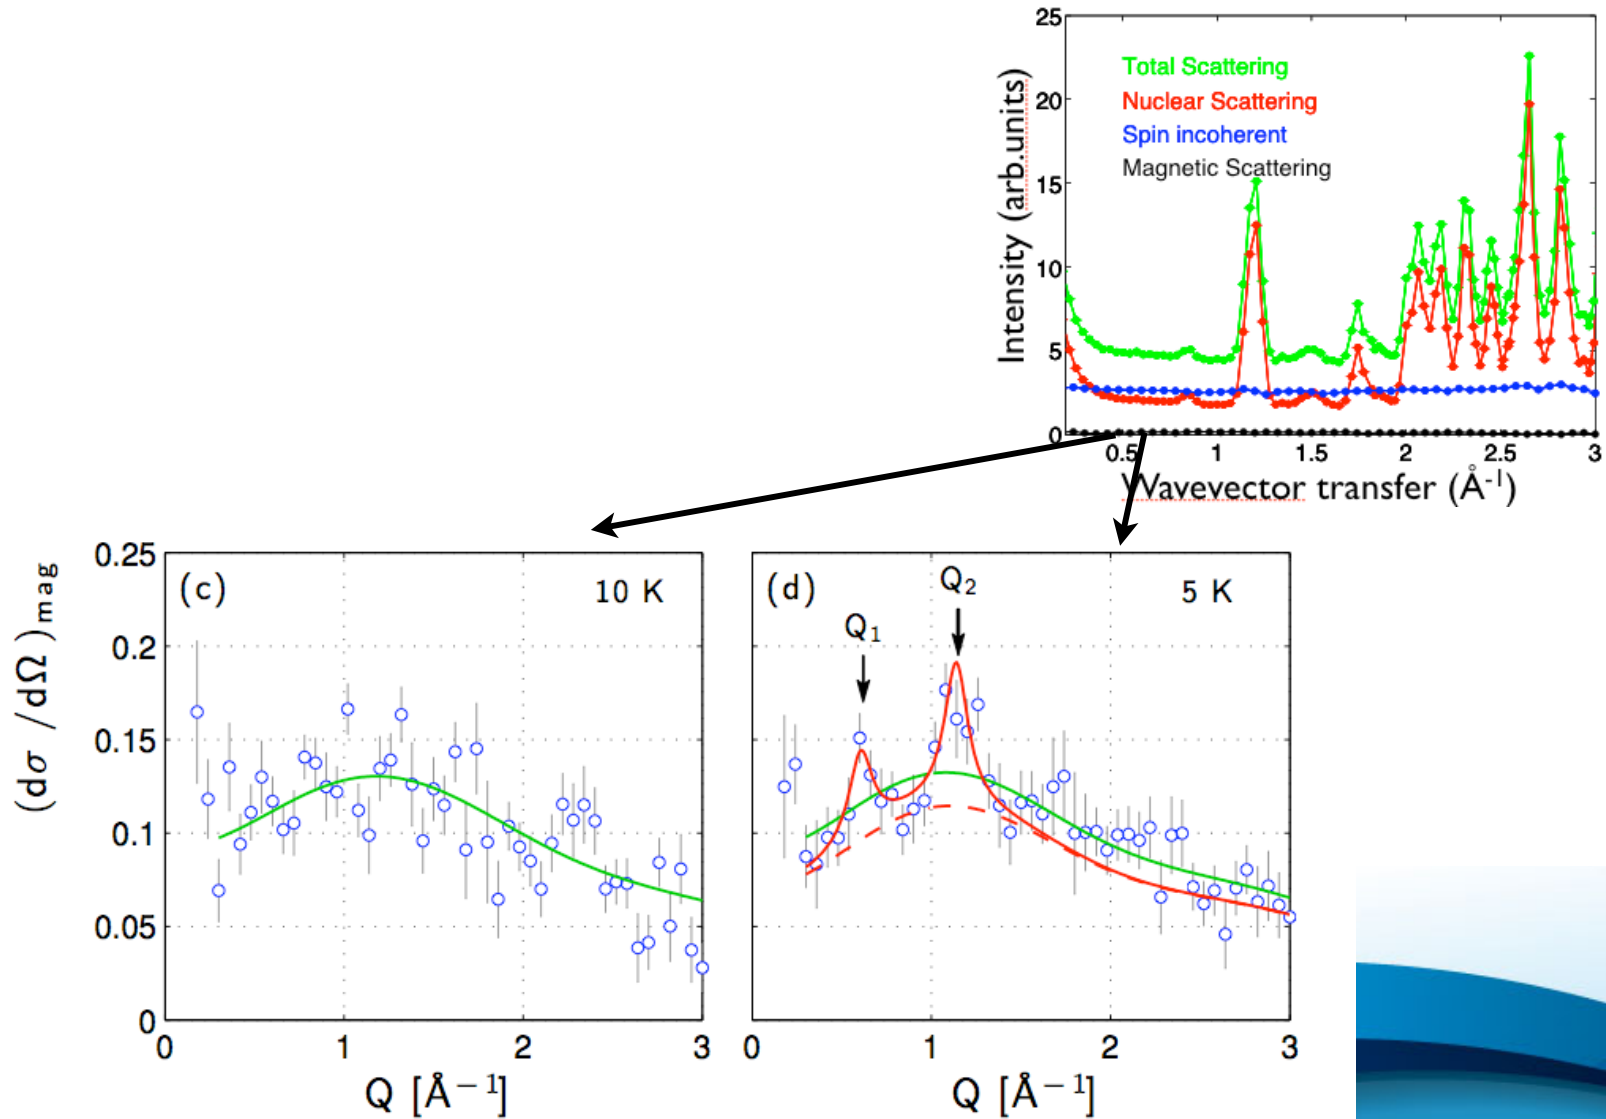 25
Total Scattering
Nuclear Scattering
Spin incoherent
Magnetic Scattering
20
15
10
5
0
Intensity (arb.units)
0.5 1 1.5 2 2.5 3
Wavevector transfer (Å-1)
(dσ /dΩ)mag
0.25
0.2
0.15
0.1
0.05
0
(c) 10 K
0 1 2 3
Q [Å−1]
(d) 5 K
Q1
Q2
0 1 2 3
Q [Å−1]